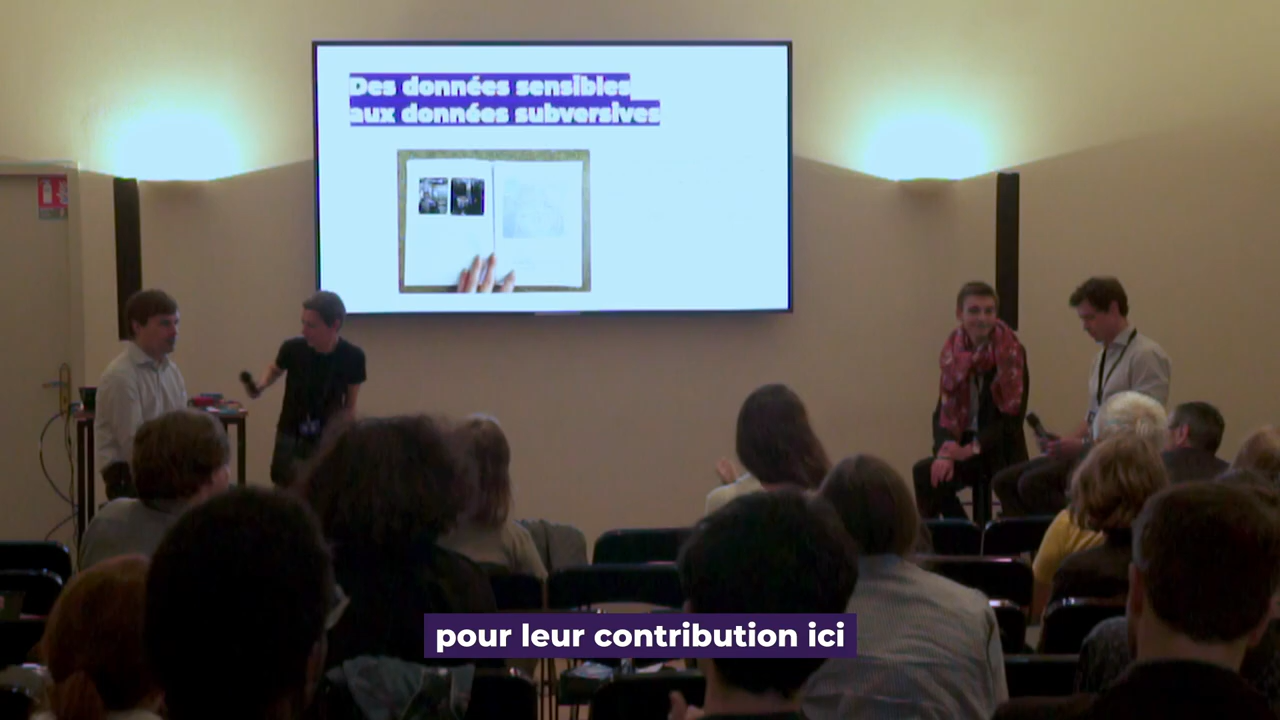 Des données sensibles
aux données subversives
pour leur contribution ici